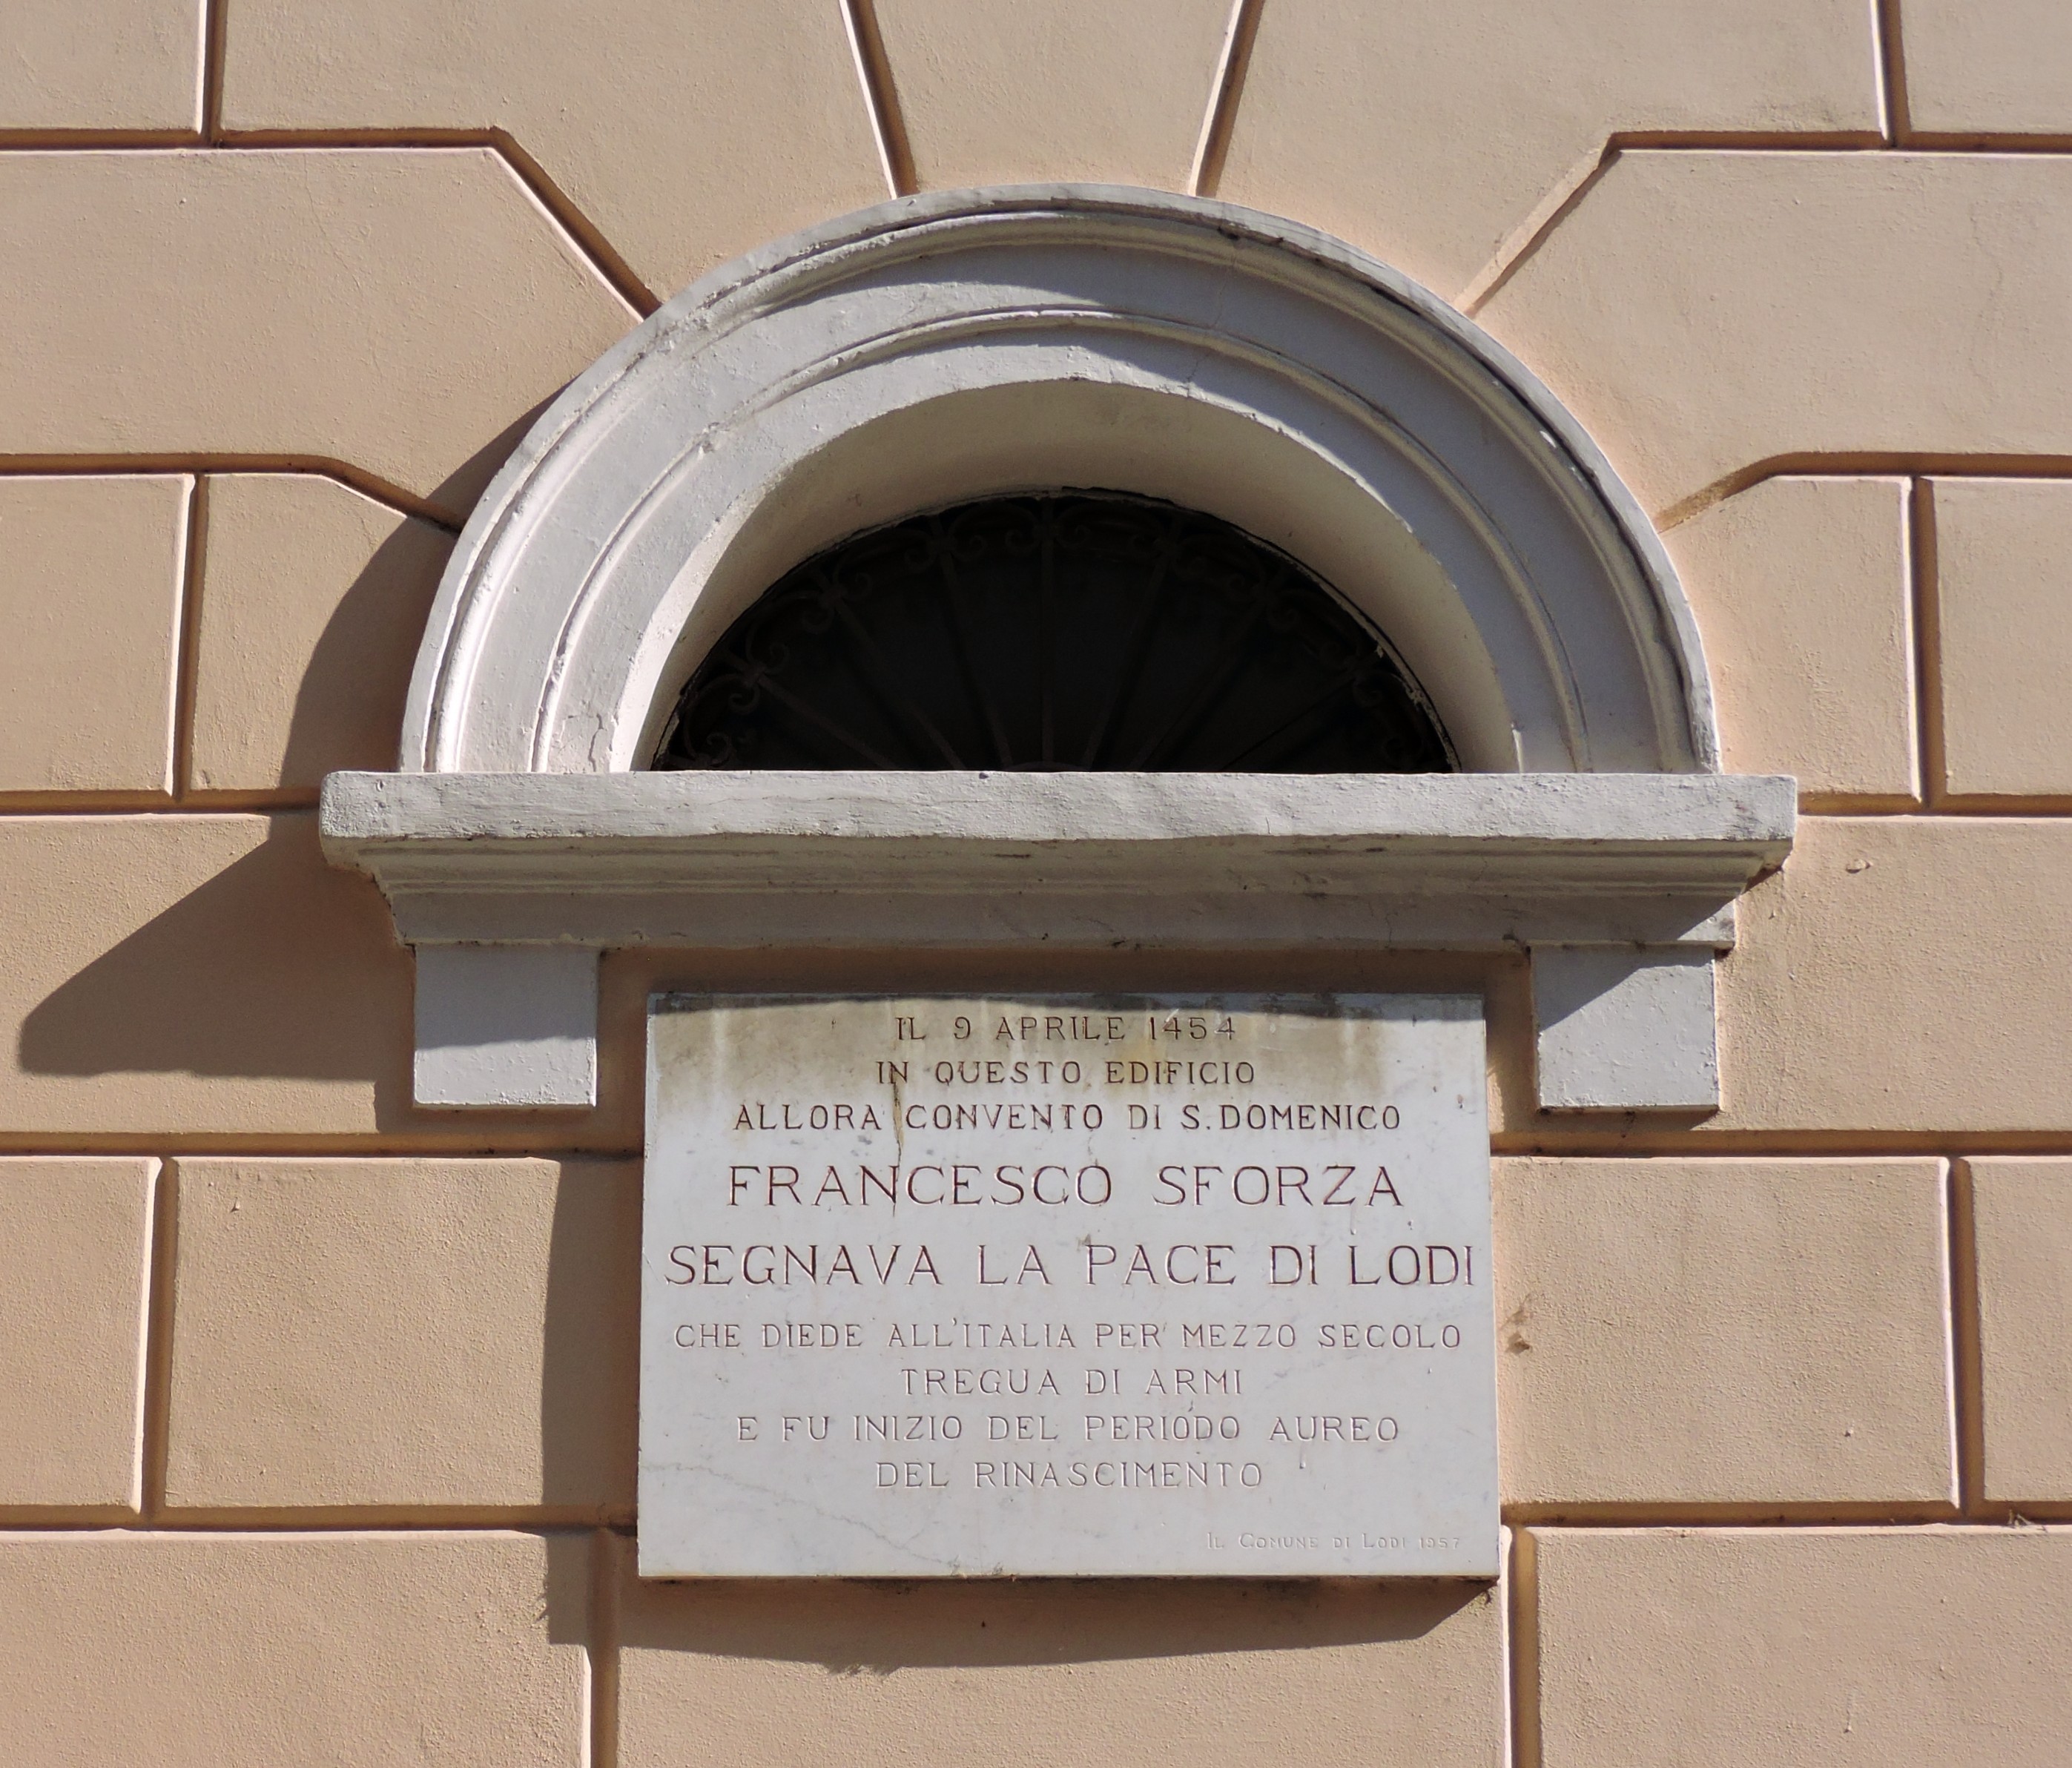 IL 9 APRILE 1454
IN QUESTO EDIFICIO
ALLORA CONVENTO DI S. DOMENICO
FRANCESCO SFORZA
SEGNAVA LA PACE DI LODI
CHE DIEDE ALL'ITALIA PER MEZZO SECOLO
TREGUA DI ARMI
E FU INIZIO DEL PERIODO AUREO
DEL RINASCIMENTO
IL COMUNE DI LODI 1957